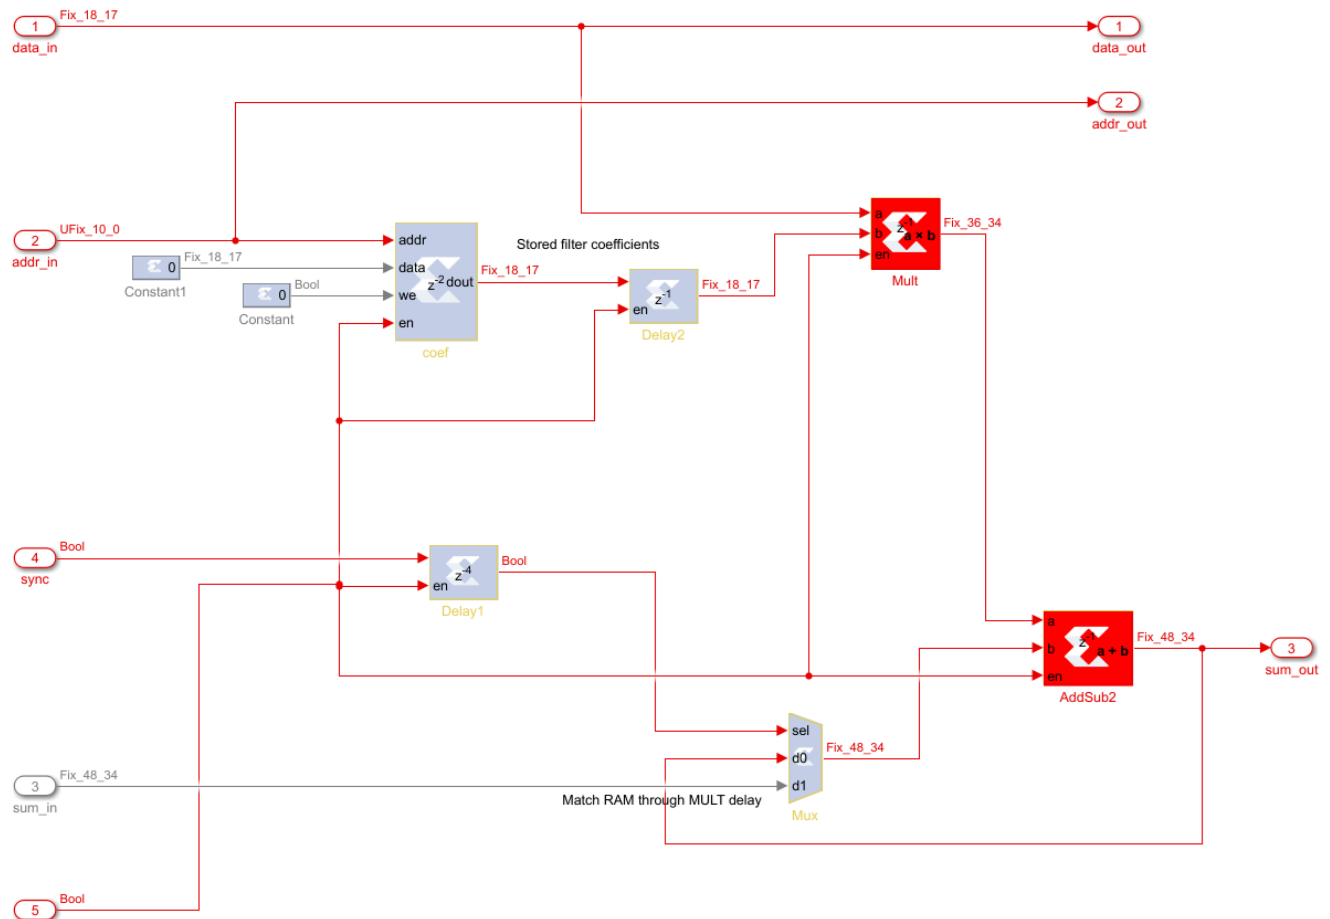 1
Fix_18_17
data_in
1
data_out
2
addr_out
2
UFix_10_0
addr_in
0
Fix_18_17
Constant1
0
Bool
Constant
addr
data
we
en
z-2
dout
Fix_18_17
coef
Stored filter coefficients
en
z-1
Fix_18_17
Delay2
a
b
en
z-1
a × b
Fix_36_34
Mult
4
Bool
sync
en
z-4
Bool
Delay1
a
b
en
z-1
a + b
Fix_48_34
AddSub2
3
sum_out
sel
d0
d1
Fix_48_34
Mux
3
Fix_48_34
sum_in
Match RAM through MULT delay
5
Bool